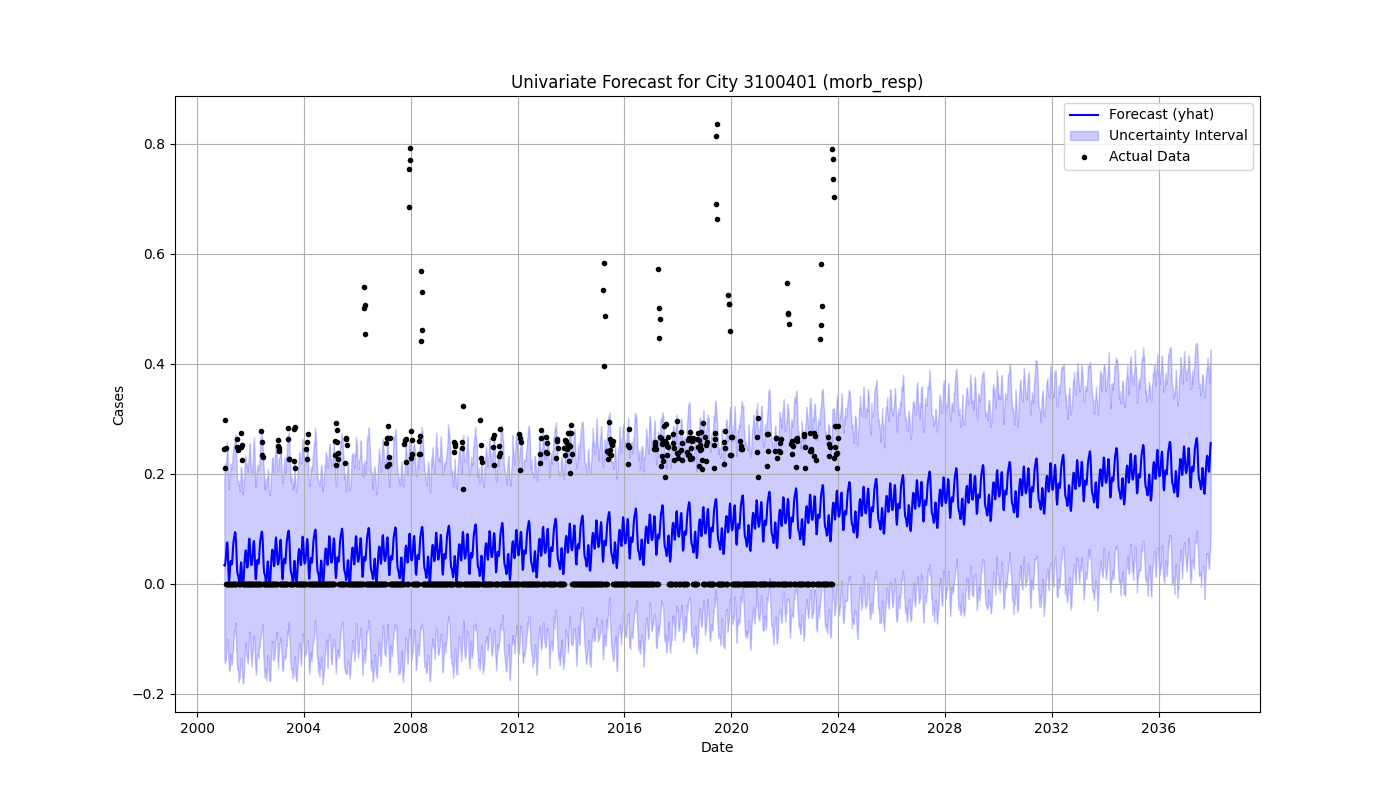 Univariate Forecast for City 3100401 (morb_resp)
Forecast (yhat)
Uncertainty Interval
Actual Data
Cases
0.8
0.6
0.4
0.2
0.0
−0.2
2000 2004 2008 2012 2016 2020 2024 2028 2032 2036
Date